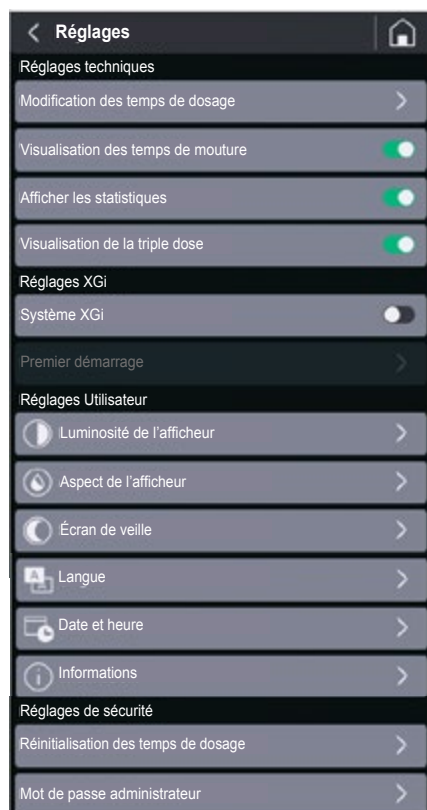 Réglages
Réglages techniques
Modification des temps de dosage
Visualisation des temps de mouture
Afficher les statistiques
Visualisation de la triple dose
Réglages XGi
Système XGi
Premier démarrage
Réglages Utilisateur
Luminosité de l’afficheur
Aspect de l’afficheur
Écran de veille
Langue
Date et heure
Informations
Réglages de sécurité
Réinitialisation des temps de dosage
Mot de passe administrateur